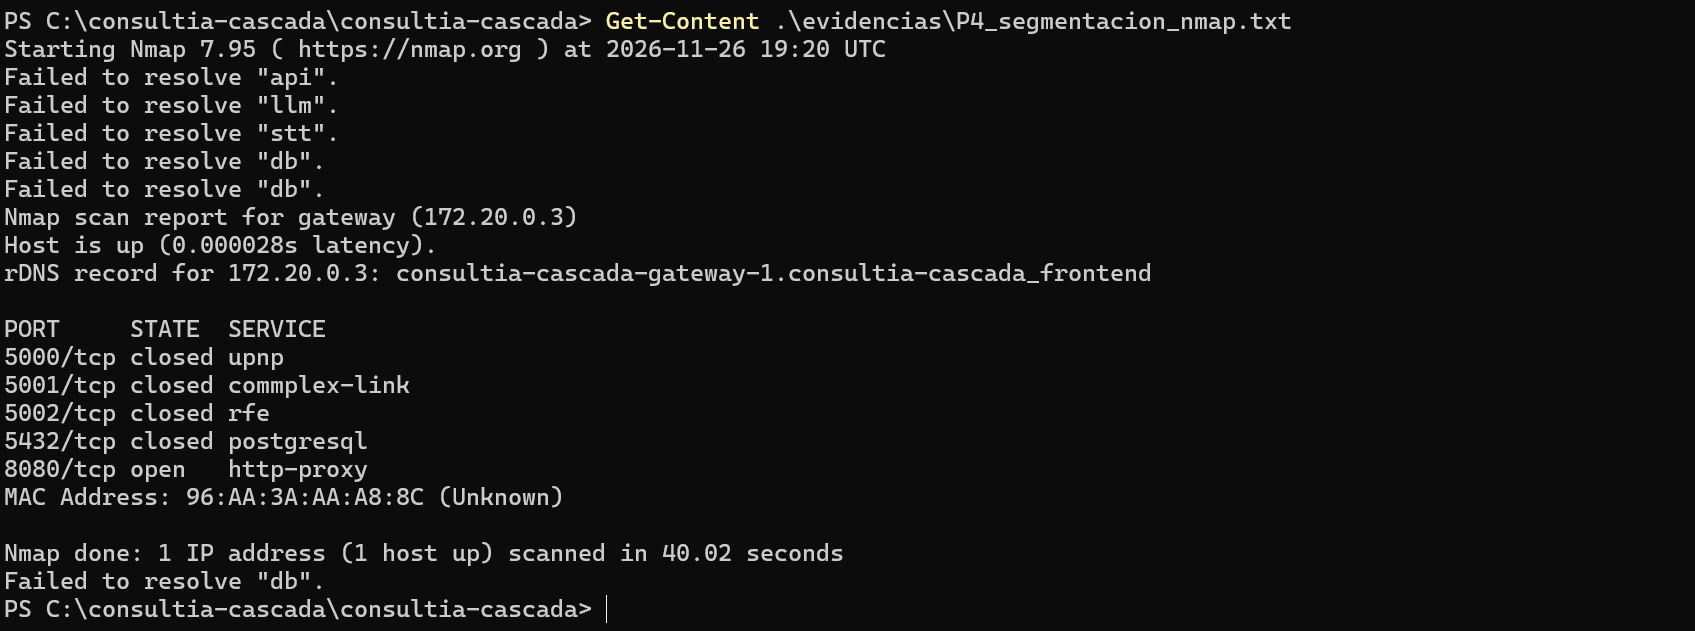 PS C:\consultia-cascada\consultia-cascada> Get-Content .\evidencias\P4_segmentacion_nmap.txt
Starting Nmap 7.95 ( https://nmap.org ) at 2026-11-26 19:20 UTC
Failed to resolve "api".
Failed to resolve "llm".
Failed to resolve "stt".
Failed to resolve "db".
Failed to resolve "db".
Nmap scan report for gateway (172.20.0.3)
Host is up (0.000028s latency).
rDNS record for 172.20.0.3: consultia-cascada-gateway-1.consultia-cascada_frontend
PORT     STATE  SERVICE
5000/tcp closed upnp
5001/tcp closed commplex-link
5002/tcp closed rfe
5432/tcp closed postgresql
8080/tcp open   http-proxy
MAC Address: 96:AA:3A:AA:A8:8C (Unknown)
Nmap done: 1 IP address (1 host up) scanned in 40.02 seconds
Failed to resolve "db".
PS C:\consultia-cascada\consultia-cascada>